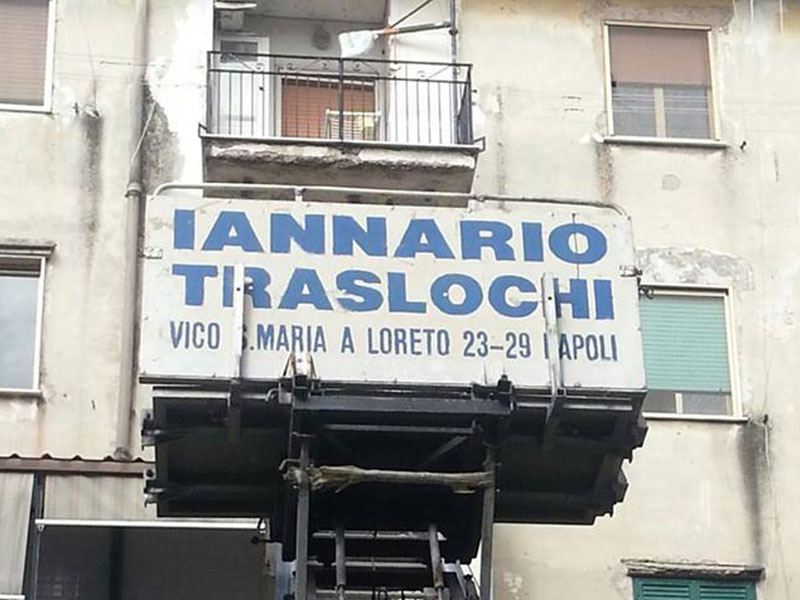 IANNARIO
TRASLOCHI
VICO S.MARIA A LORETO 23-29 NAPOLI